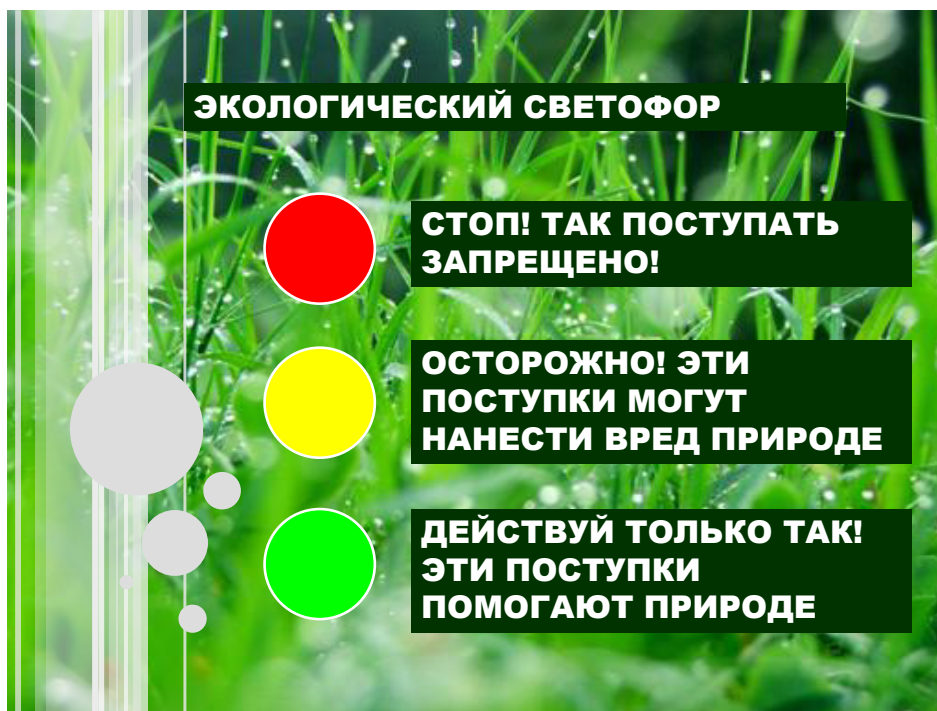 ЭКОЛОГИЧЕСКИЙ СВЕТОФОР
СТОП! ТАК ПОСТУПАТЬ
ЗАПРЕЩЕНО!
ОСТОРОЖНО! ЭТИ
ПОСТУПКИ МОГУТ
НАНЕСТИ ВРЕД ПРИРОДЕ
ДЕЙСТВУЙ ТОЛЬКО ТАК!
ЭТИ ПОСТУПКИ
ПОМОГАЮТ ПРИРОДЕ